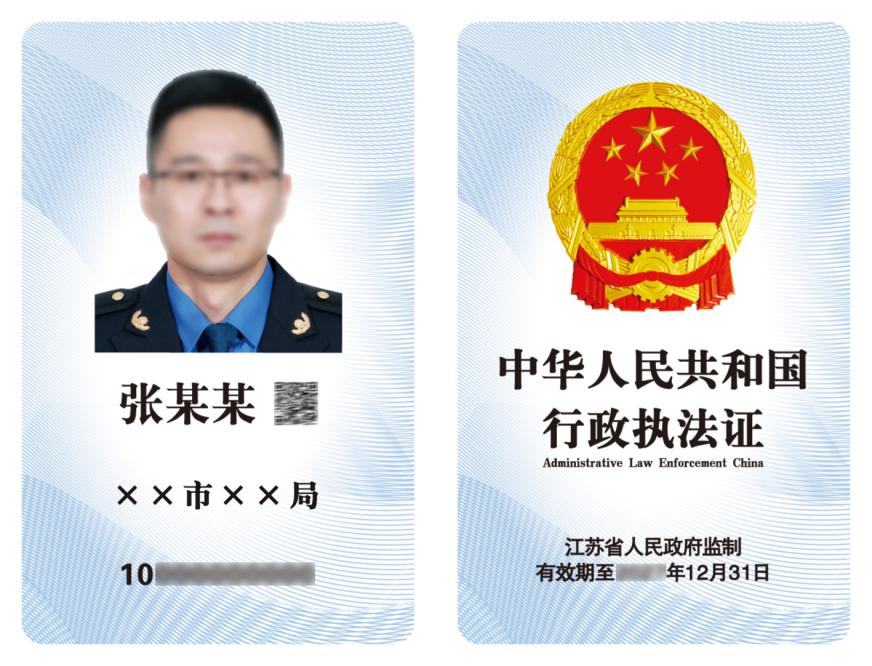 张某某
××市××局
10
中华人民共和国
行政执法证
Administrative Law Enforcement China
江苏省人民政府监制
有效期至 年12月31日